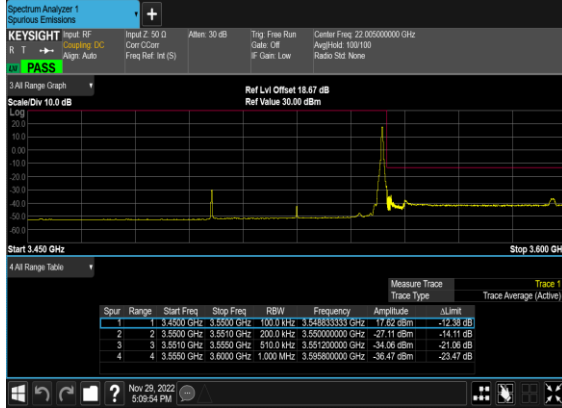 Spectrum Analyzer 1
Spurious Emissions
+
KEYSIGHT Input: RF Input Z: 50 Ω Atten: 30 dB Trig: Free Run Center Freq: 22.005000000 GHz
R T Coupling: DC Corr CCorr Gate: Off Avg|Hold: 100/100
Align: Auto Freq Ref: Int (S) IF Gain: Low Radio Std: None
PASS
3 All Range Graph
Ref Lvl Offset 18.67 dB
Scale/Div 10.0 dB Ref Value 30.00 dBm
Log
20.0
10.0
0.00
-10.0
-20.0
-30.0
-40.0
-50.0
-60.0
Start 3.450 GHz Stop 3.600 GH
4 All Range Table
Measure Trace Trace 1
Trace Type Trace Average (Active)
Spur Range Start Freq Stop Freq RBW Frequency Amplitude ΔLimit
1 1 3.4500 GHz 3.5500 GHz 100.0 kHz 3.548833333 GHz 17.62 dBm -12.38 dB
2 2 3.5500 GHz 3.5510 GHz 200.0 kHz 3.550000000 GHz -27.11 dBm -14.11 dB
3 3 3.5510 GHz 3.5550 GHz 510.0 kHz 3.551200000 GHz -34.06 dBm -21.06 dB
4 4 3.5550 GHz 3.6000 GHz 1.000 MHz 3.595800000 GHz -36.47 dBm -23.47 dB
? Nov 29, 2022
5:09:54 PM